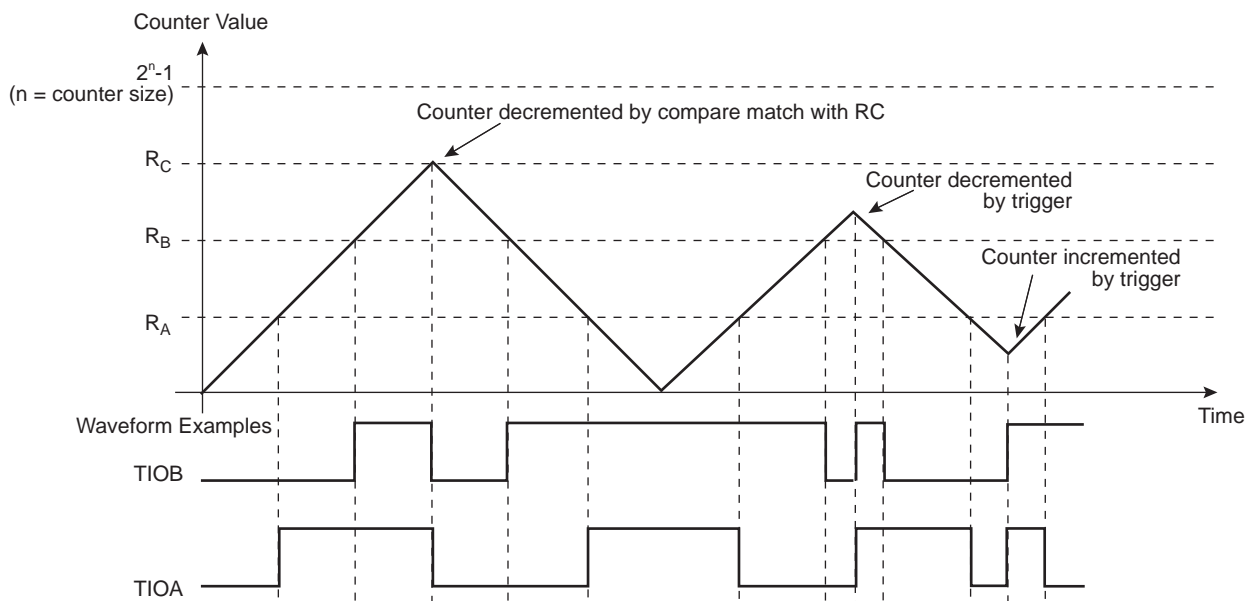 Counter Value
2ⁿ-1
(n = counter size)
Counter decremented by compare match with RC
R_C
Counter decremented
by trigger
R_B
Counter incremented
by trigger
R_A
Time
Waveform Examples
TIOB
TIOA